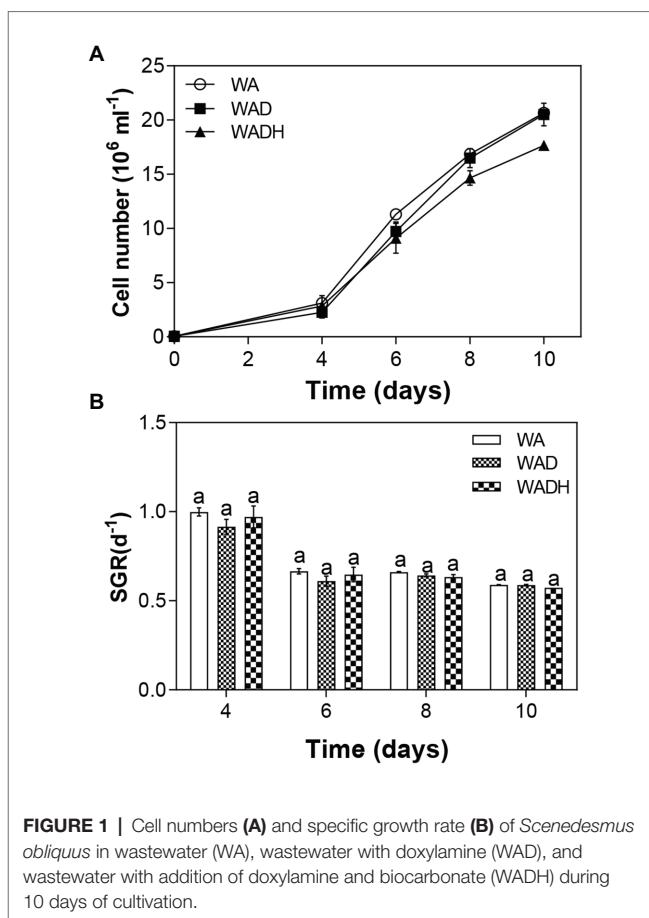 A
25
20
15
10
5
0
Cell number (10⁶ ml⁻¹)
WA
WAD
WADH
0 2 4 6 8 10
Time (days)
B
1.5
1.0
0.5
0.0
SGR(d⁻¹)
WA
WAD
WADH
a a a a a a a a a a a a
4 6 8 10
Time (days)
FIGURE 1 | Cell numbers (A) and specific growth rate (B) of Scenedesmus
obliquus in wastewater (WA), wastewater with doxylamine (WAD), and
wastewater with addition of doxylamine and biocarbonate (WADH) during
10 days of cultivation.